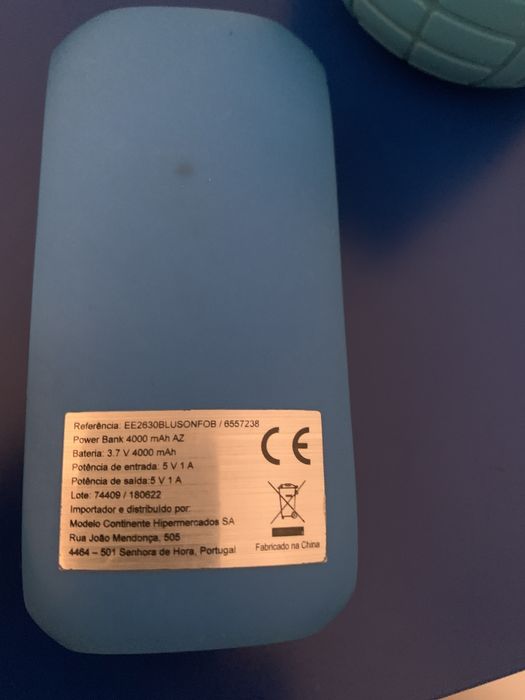 Referência: EE2630BLUSONFOB / 6557238
Power Bank 4000 mAh AZ
Bateria: 3.7 V 4000 mAh
Potência de entrada: 5 V 1 A
Potência de saída:5 V 1 A
Lote: 74409 / 180622
Importador e distribuido por:
Modelo Continente Hipermercados SA
Rua João Mendonça, 505
4464 – 501 Senhora de Hora, Portugal
CE
Fabricado na China